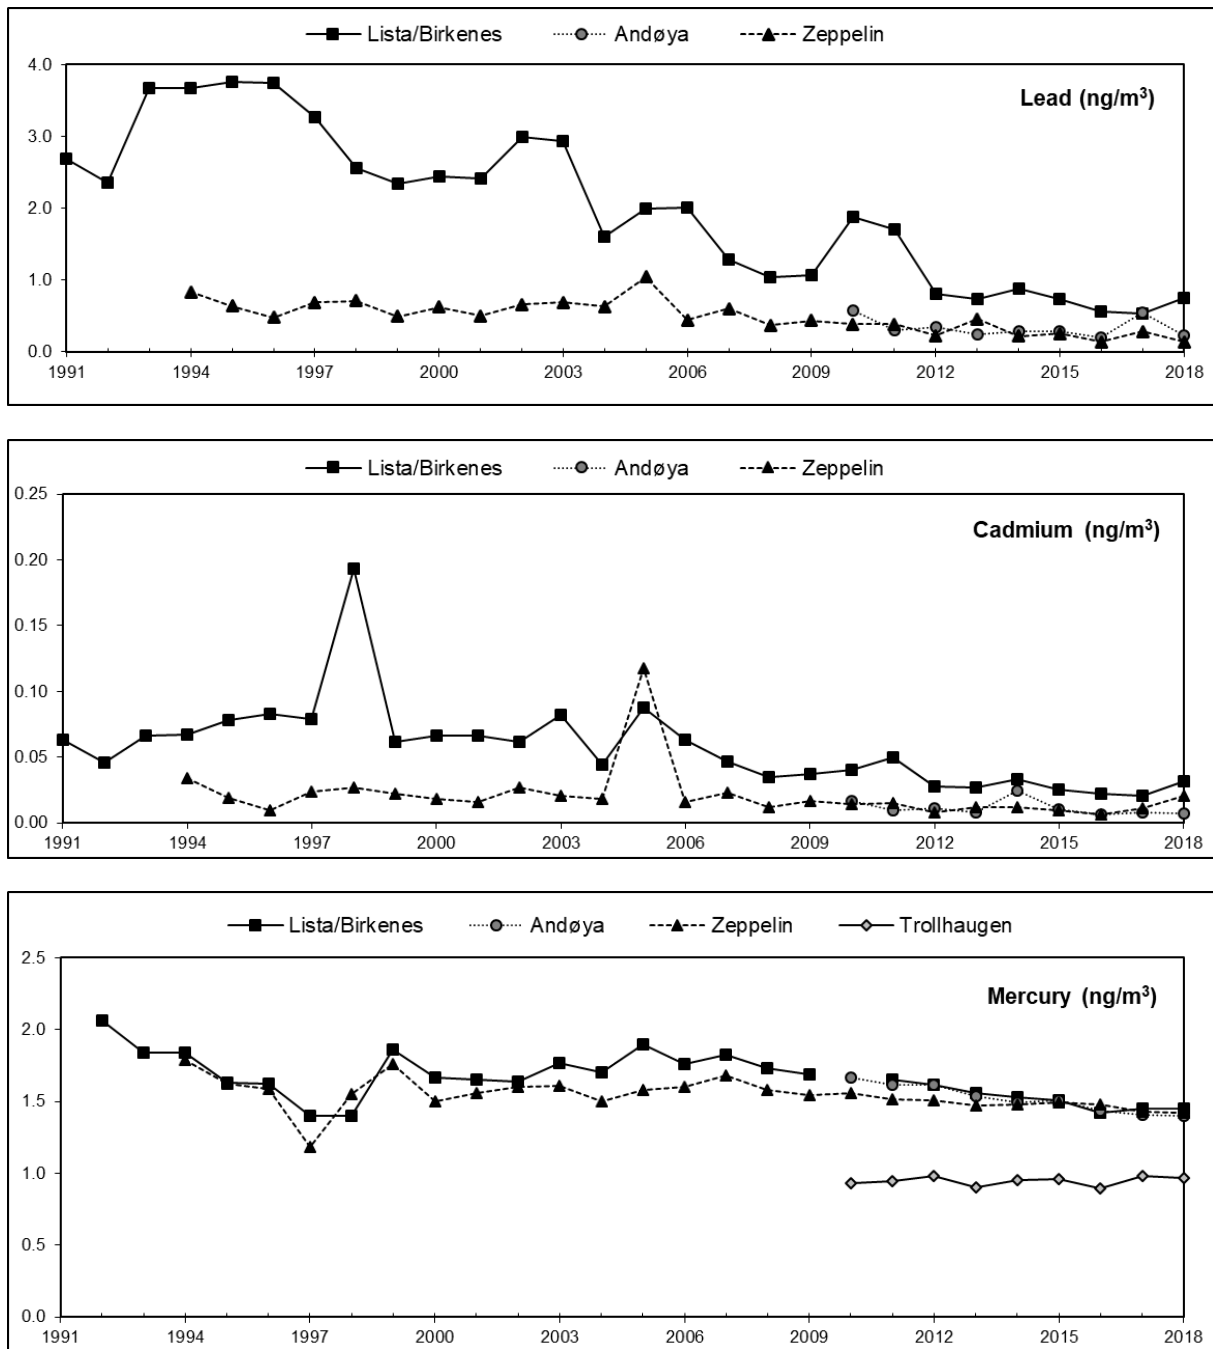 Lista/Birkenes Andøya Zeppelin
Lead (ng/m³)
4.0
3.0
2.0
1.0
0.0
1991 1994 1997 2000 2003 2006 2009 2012 2015 2018
Lista/Birkenes Andøya Zeppelin
Cadmium (ng/m³)
0.25
0.20
0.15
0.10
0.05
0.00
1991 1994 1997 2000 2003 2006 2009 2012 2015 2018
Lista/Birkenes Andøya Zeppelin Trollhaugen
Mercury (ng/m³)
2.5
2.0
1.5
1.0
0.5
0.0
1991 1994 1997 2000 2003 2006 2009 2012 2015 2018